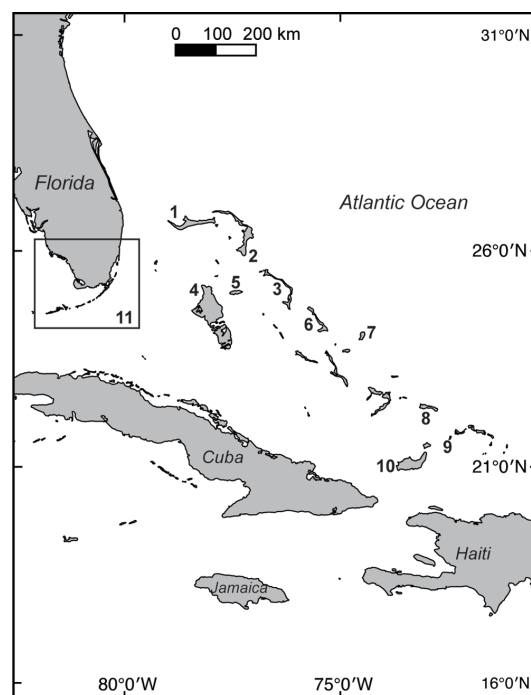 0 100 200 km
31°0′N
Florida
Atlantic Ocean
1
2
26°0′N
3
4
5
6
7
11
8
9
10
21°0′N
Cuba
Haiti
Jamaica
80°0′W 75°0′W 16°0′N